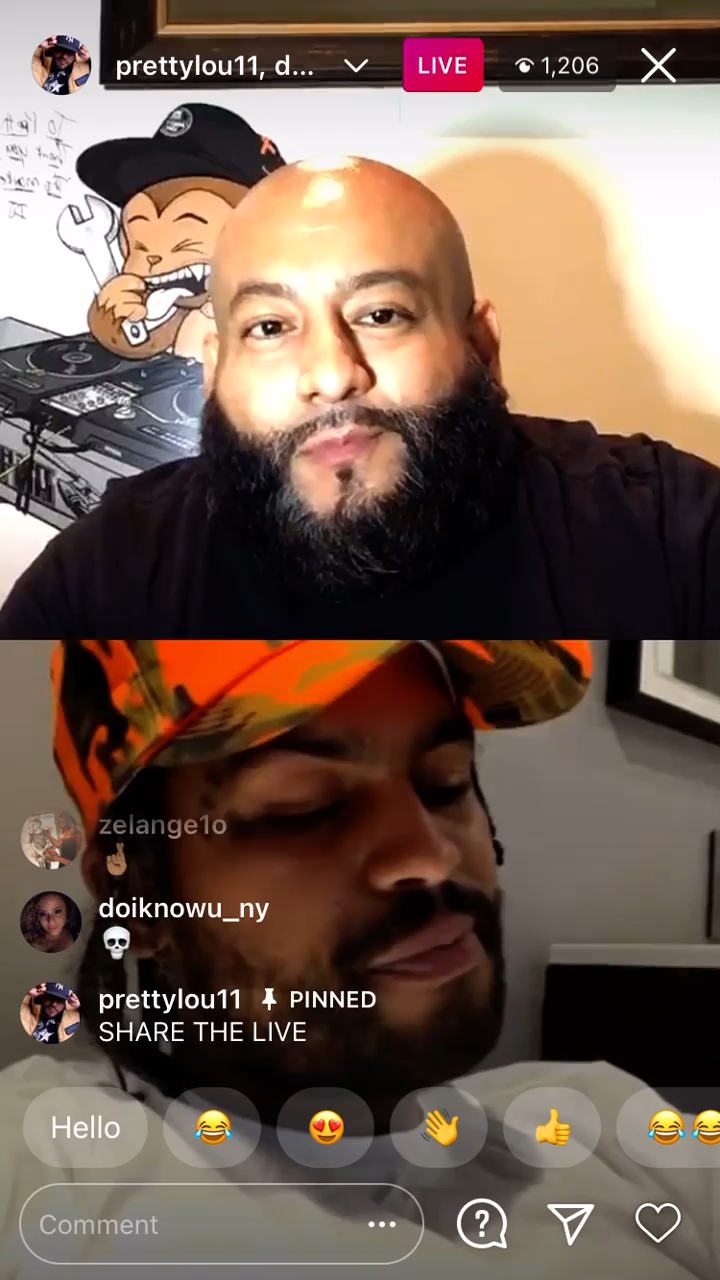 prettylou11, d...
LIVE
1,206
zelange1o
doiknowu_ny
💀
prettylou11 PINNED
SHARE THE LIVE
Hello
Comment